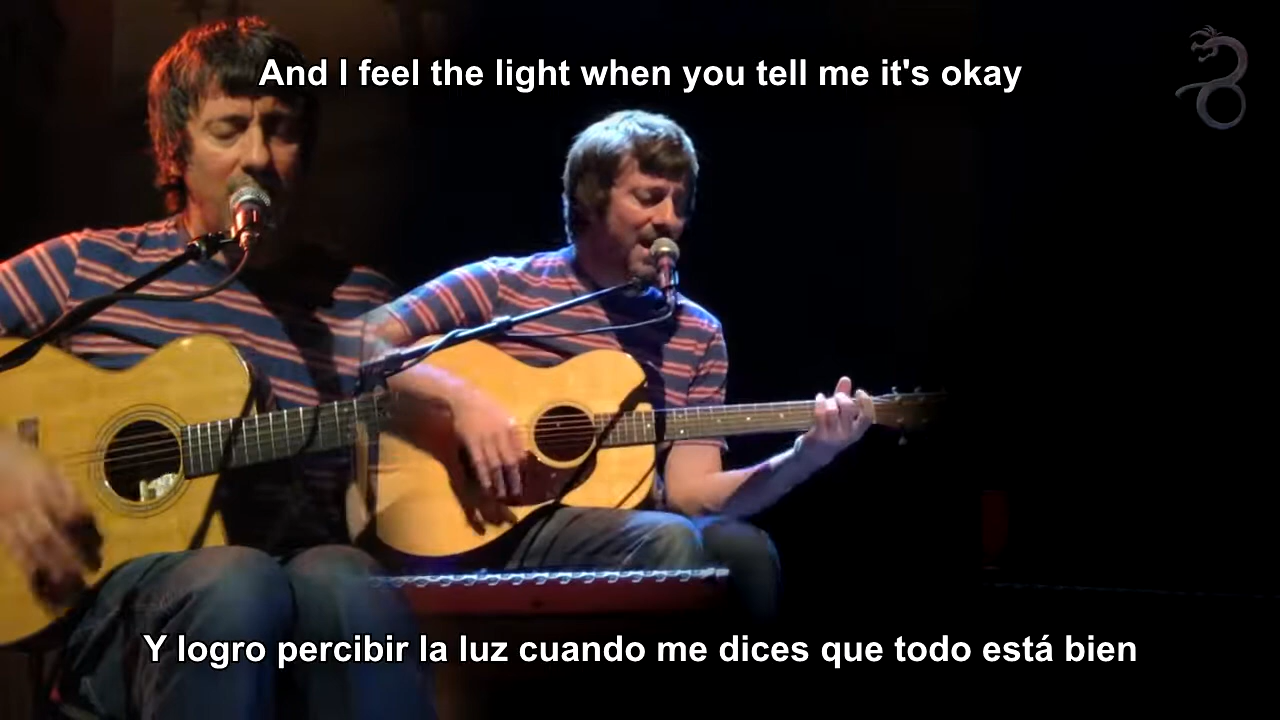 And I feel the light when you tell me it's okay
Y logro percibir la luz cuando me dices que todo está bien